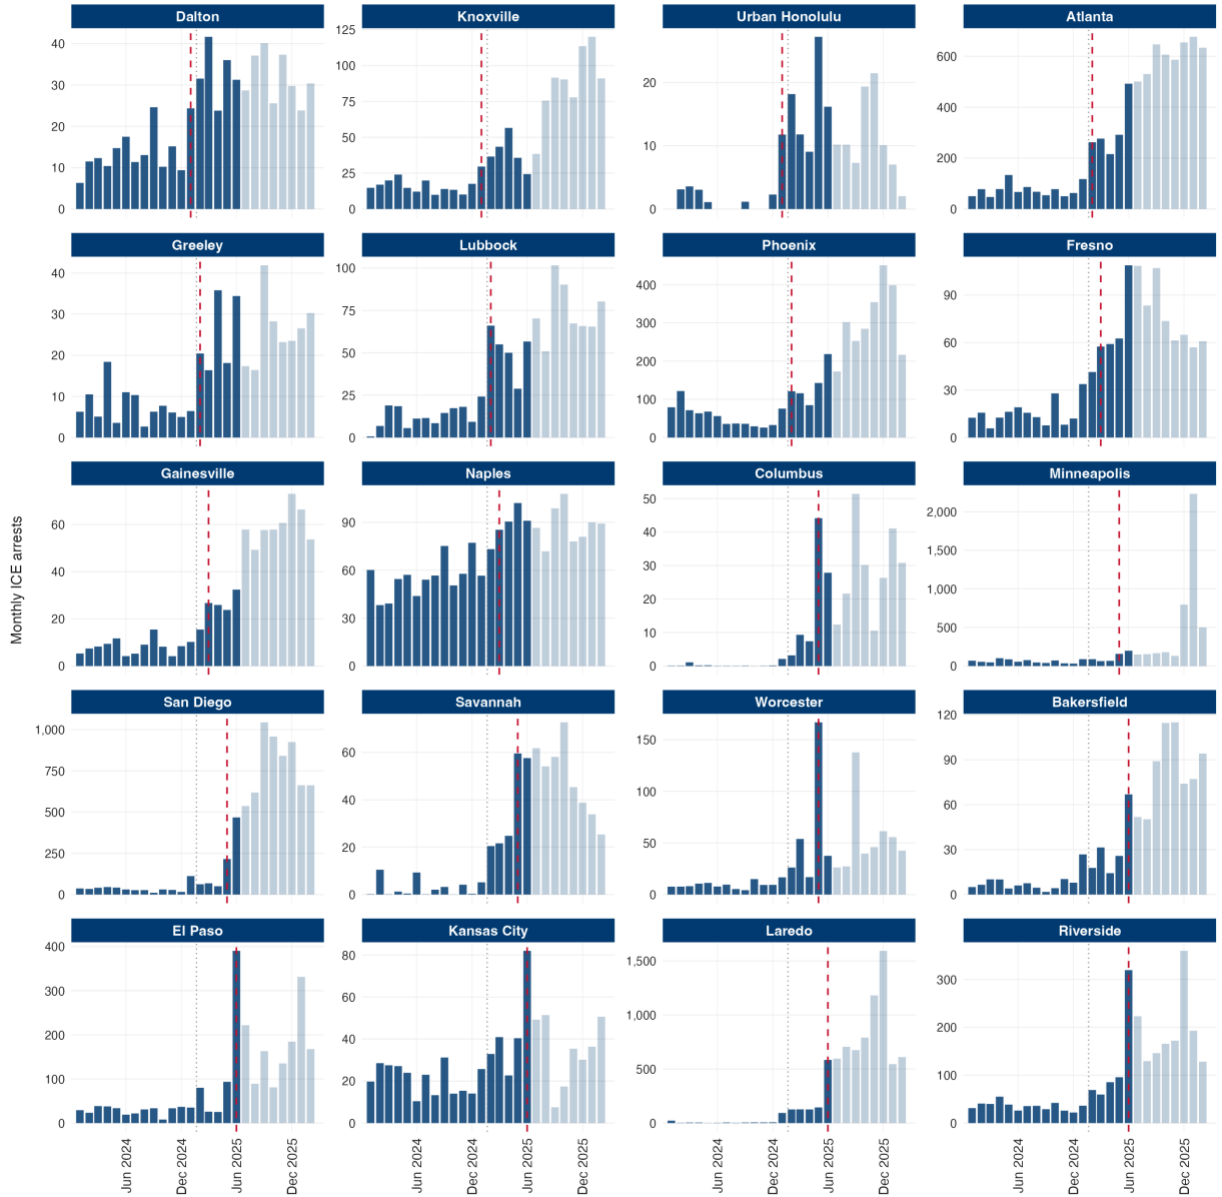 Monthly ICE arrests
Dalton
40
30
20
10
0
Knoxville
125
100
75
50
25
0
Urban Honolulu
20
10
0
Atlanta
600
400
200
0
Greeley
40
30
20
10
0
Lubbock
100
75
50
25
0
Phoenix
400
300
200
100
0
Fresno
90
60
30
0
Gainesville
60
40
20
0
Naples
90
60
30
0
Columbus
50
40
30
20
10
0
Minneapolis
2,000
1,500
1,000
500
0
San Diego
1,000
750
500
250
0
Savannah
60
40
20
0
Worcester
150
100
50
0
Bakersfield
120
90
60
30
0
El Paso
400
300
200
100
0
Kansas City
80
60
40
20
0
Laredo
1,500
1,000
500
0
Riverside
300
200
100
0
Jun 2024
Dec 2024
Jun 2025
Dec 2025
Jun 2024
Dec 2024
Jun 2025
Dec 2025
Jun 2024
Dec 2024
Jun 2025
Dec 2025
Jun 2024
Dec 2024
Jun 2025
Dec 2025